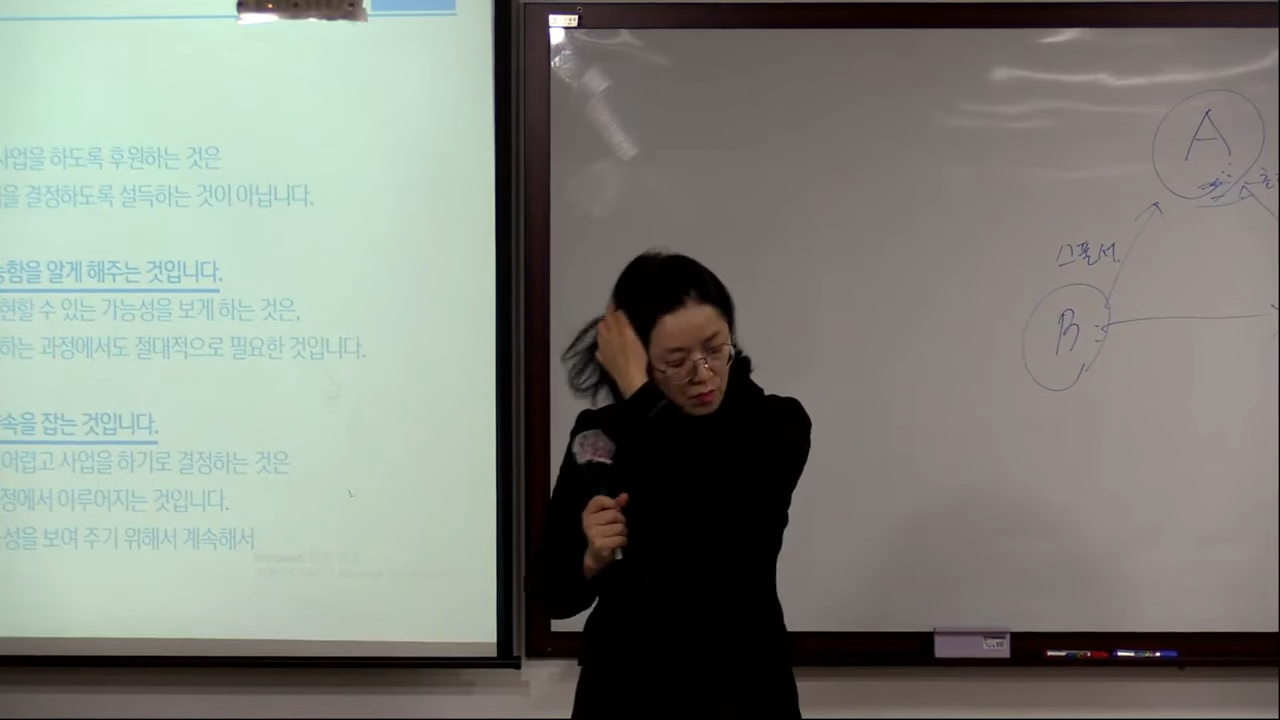 사업을 하도록 후원하는 것은
을 결정하도록 설득하는 것이 아닙니다.
능함을 알게 해주는 것입니다.
현할 수 있는 가능성을 보게 하는 것은,
하는 과정에서도 절대적으로 필요한 것입니다.
속을 잡는 것입니다.
어렵고 사업을 하기로 결정하는 것은
정에서 이루어지는 것입니다.
성을 보여 주기 위해서 계속해서
A
스폰서
B